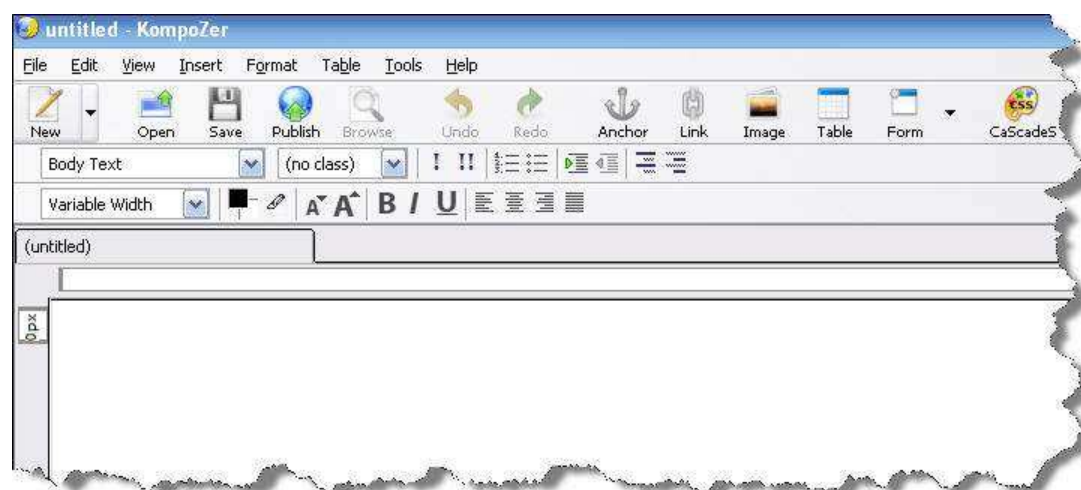 untitled - KompoZer
File Edit View Insert Format Table Tools Help
New Open Save Publish Browse Undo Redo Anchor Link Image Table Form CaScadeS
css
Body Text (no class) ! !!
Variable Width A A B I U
(untitled)
0px